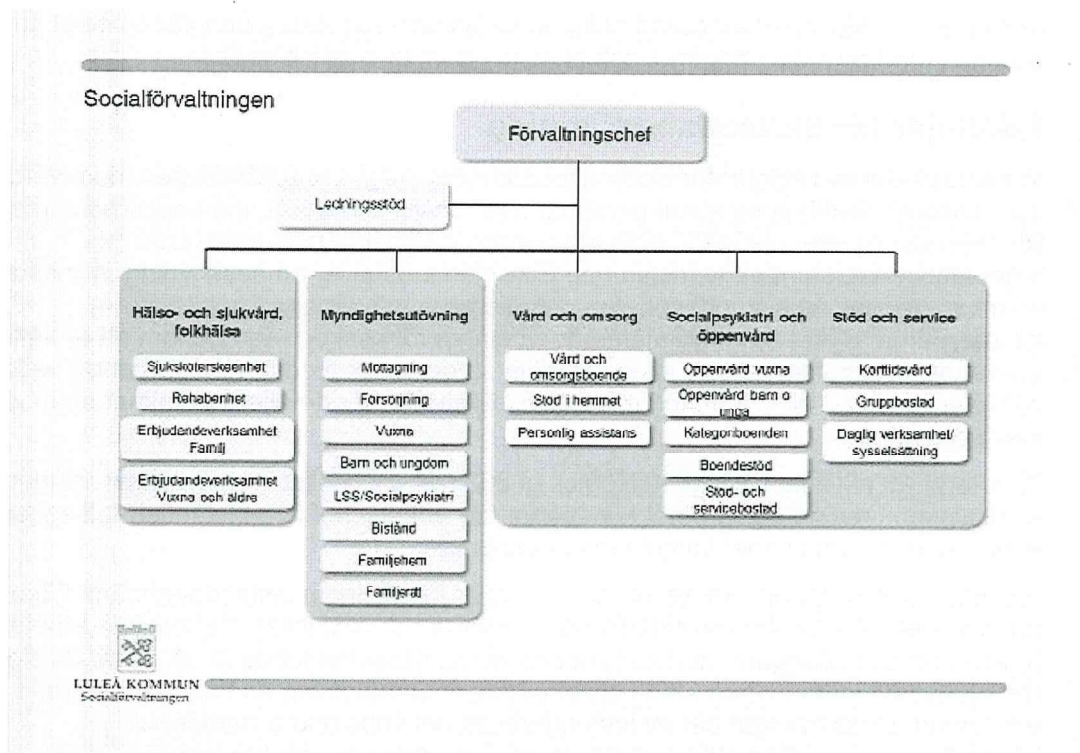 Socialförvaltningen
Förvaltningschef
Ledningsstöd
Hälso- och sjukvård,
folkhälsa
Sjuksköterskeenhet
Rehabenhet
Erbjudandeverksamhet
Familj
Erbjudandeverksamhet
Vuxna och äldre
Myndighetsutövning
Mottagning
Försörjning
Vuxna
Barn och ungdom
LSS/Socialpsykiatri
Bistånd
Familjehem
Familjerätt
Vård och omsorg
Vård och
omsorgsboende
Stöd i hemmet
Personlig assistans
Socialpsykiatri och
öppenvård
Öppenvård vuxna
Öppenvård barn o
unga
Kategoriboenden
Boendestöd
Stöd- och
servicebostad
Stöd och service
Korttidsvård
Gruppbostad
Daglig verksamhet/
sysselsättning
LULEÅ KOMMUN
Socialförvaltningen